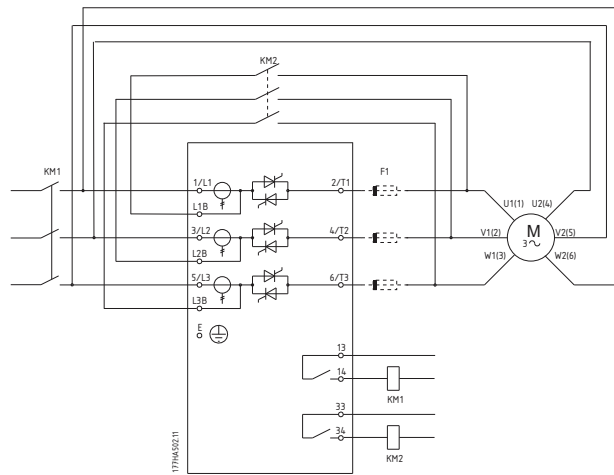 KM2
KM1
F1
1/L1
2/T1
U1(1)
U2(4)
L1B
3/L2
4/T2
V1(2)
M
3~
V2(5)
L2B
W1(3)
W2(6)
5/L3
6/T3
L3B
E
13
14
KM1
33
34
KM2
177HA502.11